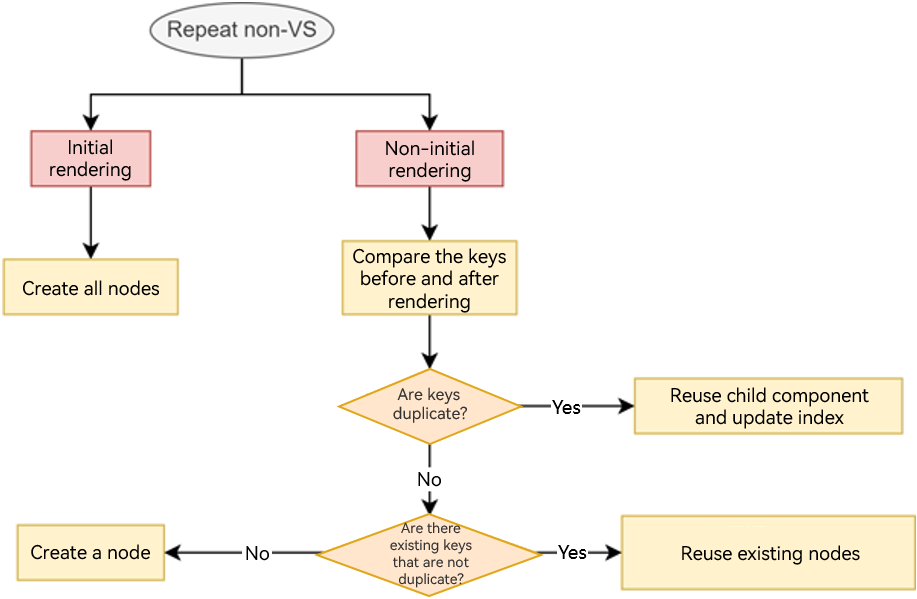 Repeat non-VS
Initial
rendering
Non-initial
rendering
Create all nodes
Compare the keys
before and after
rendering
Are keys
duplicate?
Yes
Reuse child component
and update index
No
Are there
existing keys
that are not
duplicate?
No
Create a node
Yes
Reuse existing nodes